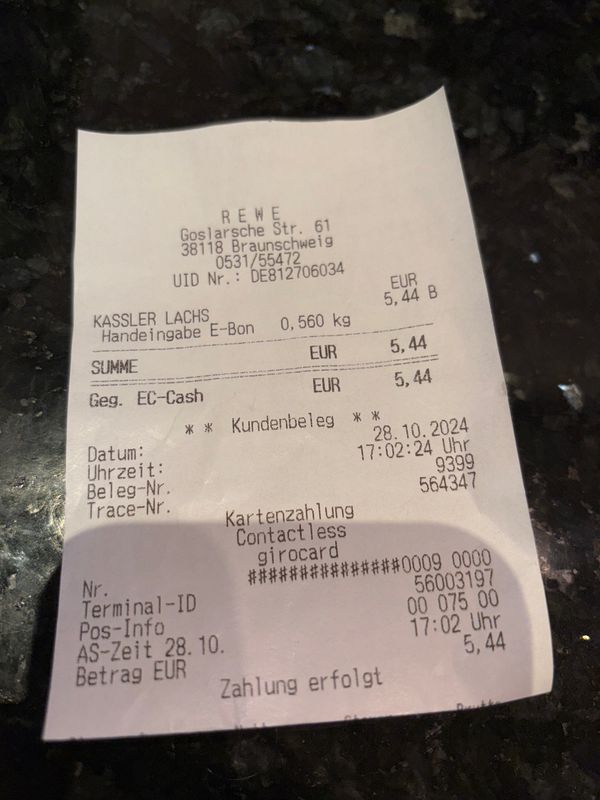 R E W E
Goslarsche Str. 61
38118 Braunschweig
0531/55472
UID Nr.: DE812706034
EUR
KASSLER LACHS 5,44 B
Handeingabe E-Bon 0,560 kg
SUMME EUR 5,44
Geg. EC-Cash EUR 5,44
* * Kundenbeleg * *
Datum: 28.10.2024
Uhrzeit: 17:02:24 Uhr
Beleg-Nr. 9399
Trace-Nr. 564347
Kartenzahlung
Contactless
girocard
Nr. ###############0009 0000
Terminal-ID 56003197
Pos-Info 00 075 00
AS-Zeit 28.10. 17:02 Uhr
Betrag EUR 5,44
Zahlung erfolgt